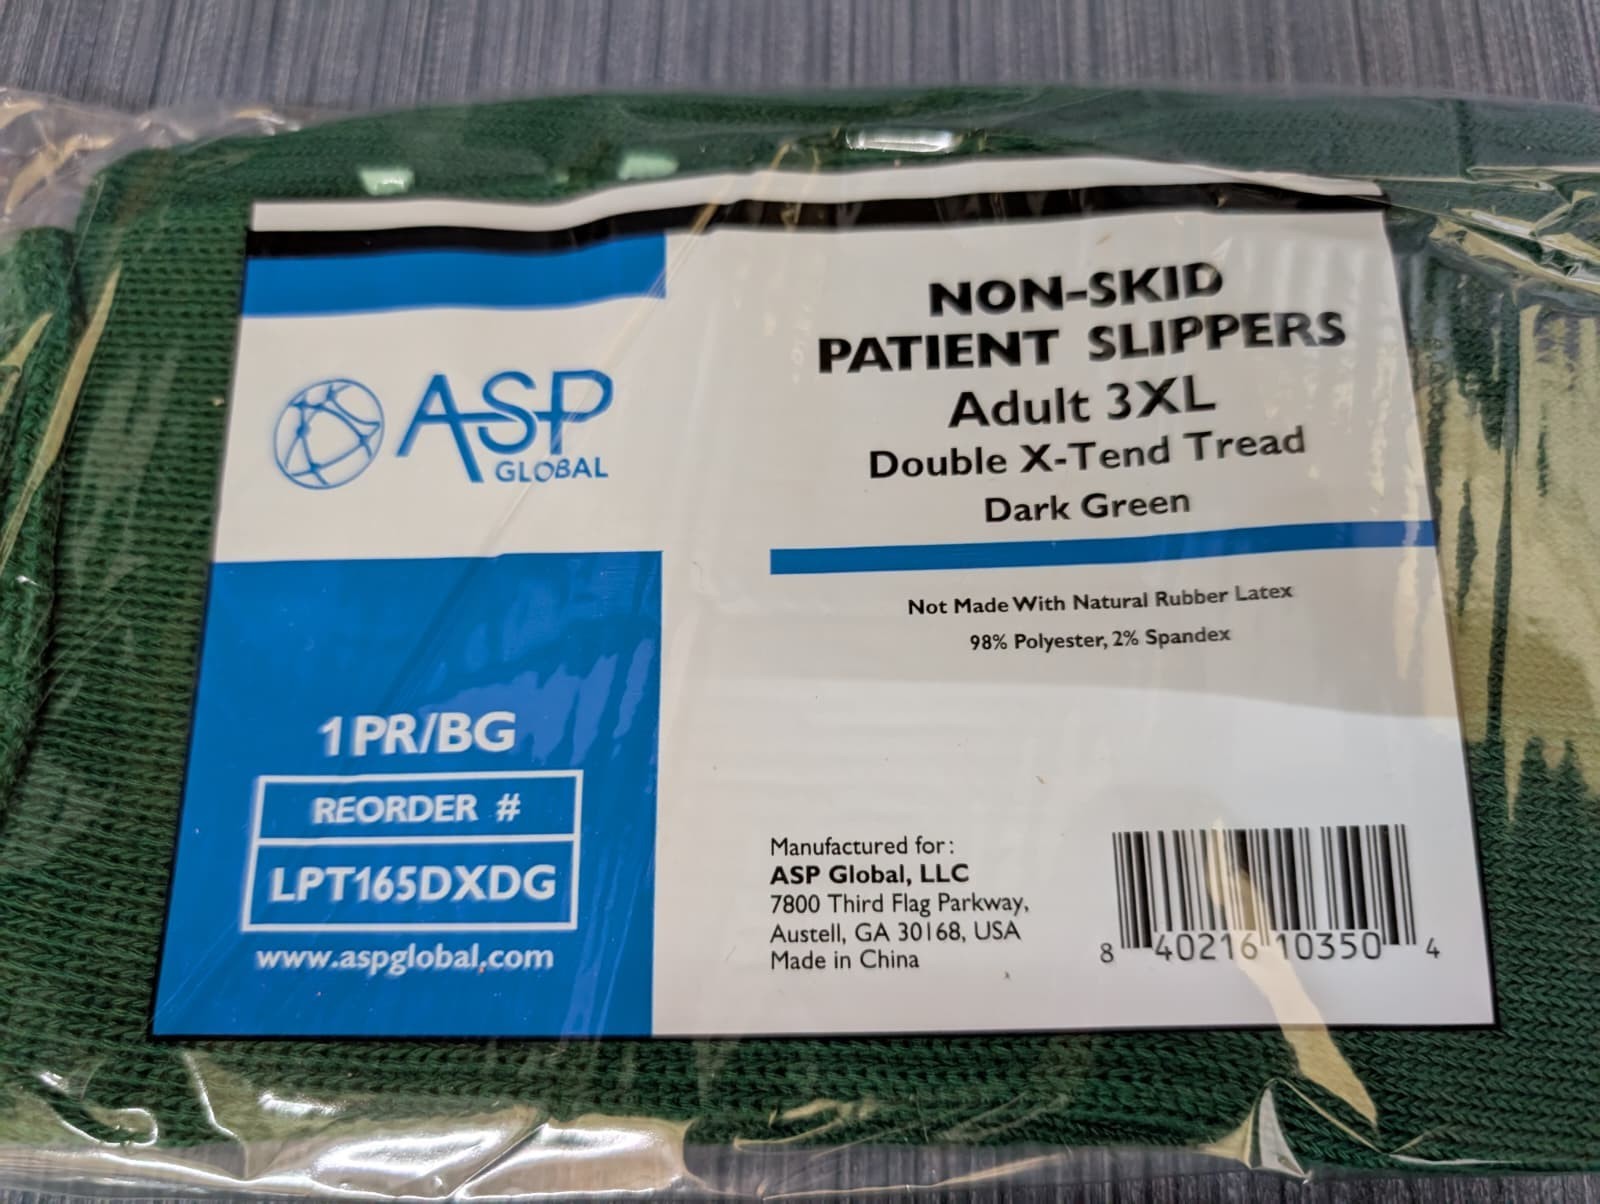 ASP
GLOBAL
1 PR/BG
REORDER #
LPT165DXDG
www.aspglobal.com
NON-SKID
PATIENT SLIPPERS
Adult 3XL
Double X-Tend Tread
Dark Green
Not Made With Natural Rubber Latex
98% Polyester, 2% Spandex
Manufactured for:
ASP Global, LLC
7800 Third Flag Parkway,
Austell, GA 30168, USA
Made in China
8 40216 10350 4